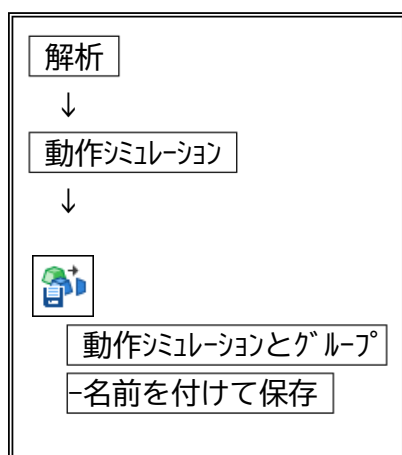 解析
↓
動作ｼﾐｭﾚｰｼｮﾝ
↓
動作ｼﾐｭﾚｰｼｮﾝとｸﾞﾙｰﾌﾟ
-名前を付けて保存